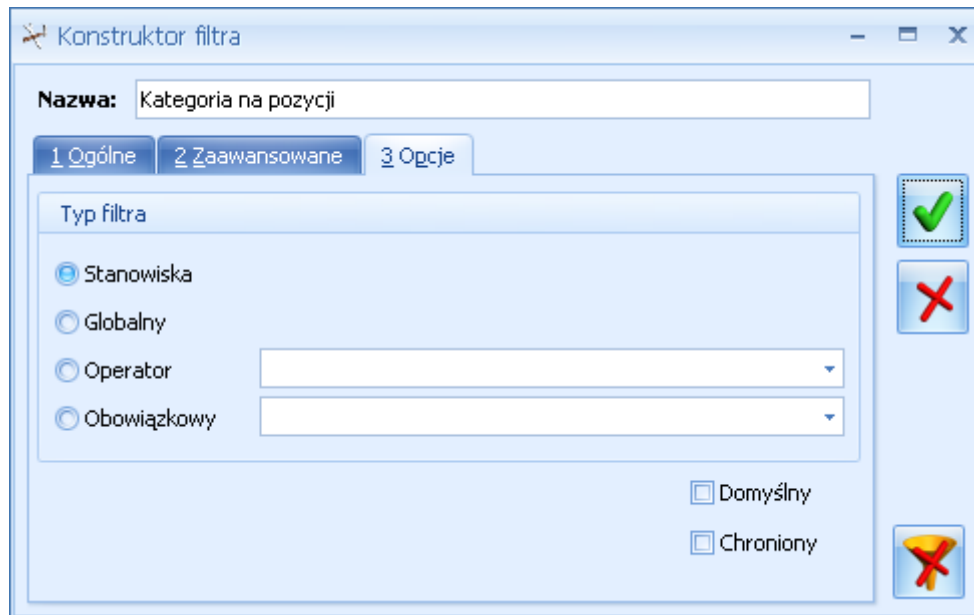 Konstruktor filtra
Nazwa: Kategoria na pozycji
1 Ogólne 2 Zaawansowane 3 Opcje
Typ filtra
Stanowiska
Globalny
Operator
Obowiązkowy
Domyślny
Chroniony